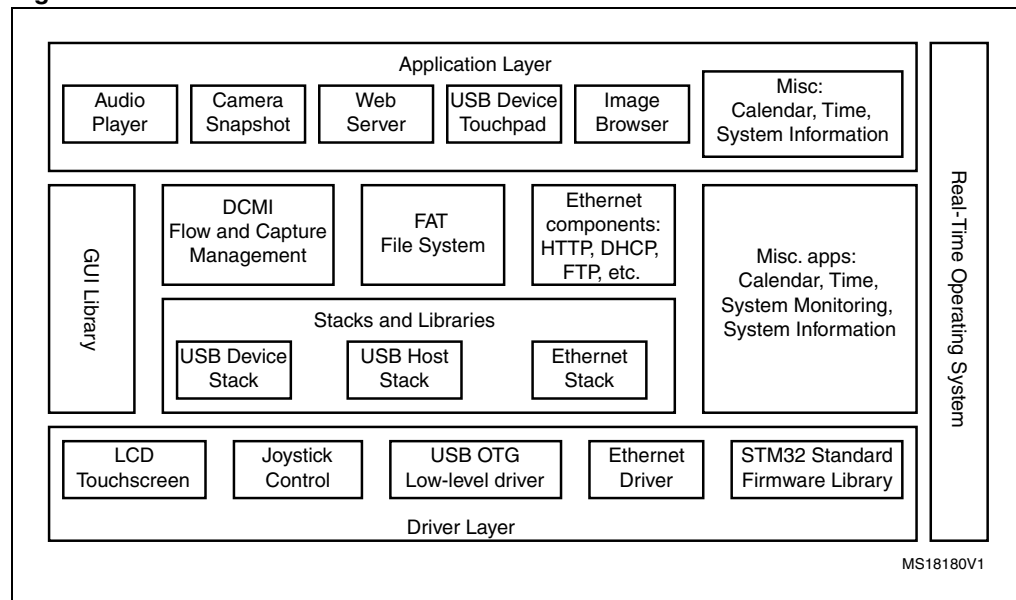 Application Layer
Audio
Player
Camera
Snapshot
Web
Server
USB Device
Touchpad
Image
Browser
Misc:
Calendar, Time,
System Information
GUI Library
DCMI
Flow and Capture
Management
FAT
File System
Ethernet
components:
HTTP, DHCP,
FTP, etc.
Misc. apps:
Calendar, Time,
System Monitoring,
System Information
Stacks and Libraries
USB Device
Stack
USB Host
Stack
Ethernet
Stack
LCD
Touchscreen
Joystick
Control
USB OTG
Low-level driver
Ethernet
Driver
STM32 Standard
Firmware Library
Driver Layer
Real-Time Operating System
MS18180V1